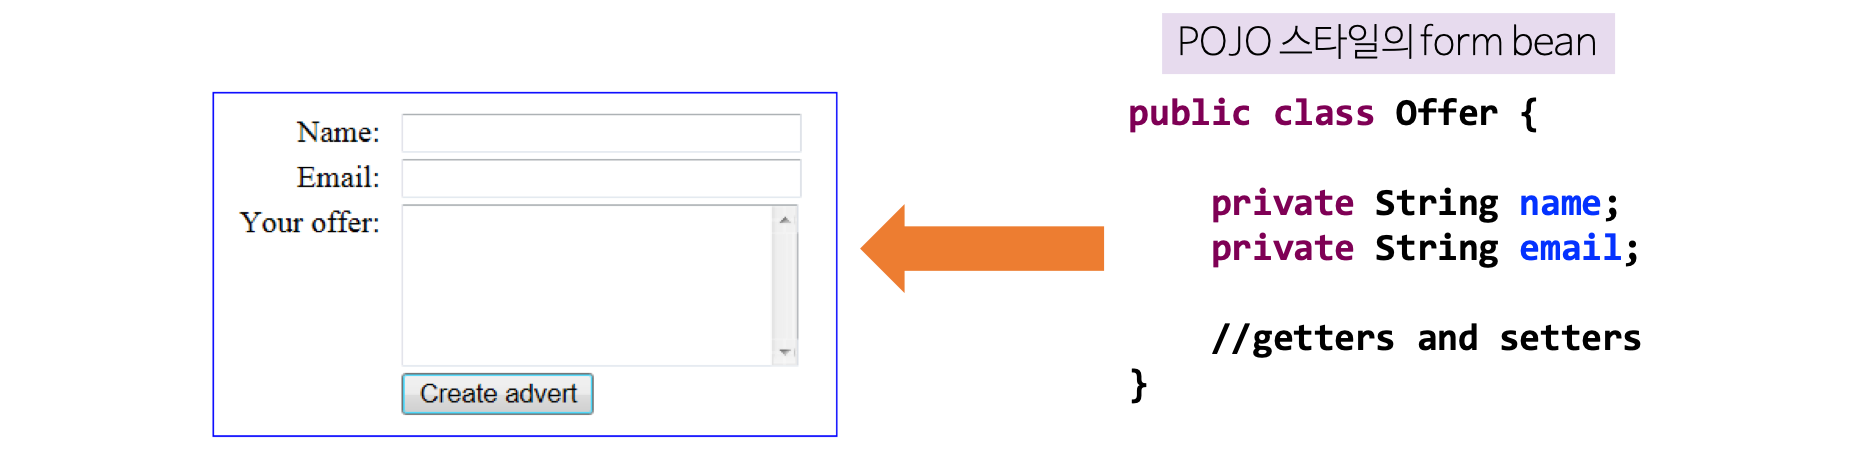 Name:
Email:
Your offer:
Create advert
POJO 스타일의 form bean
public class Offer {
private String name;
private String email;
//getters and setters
}